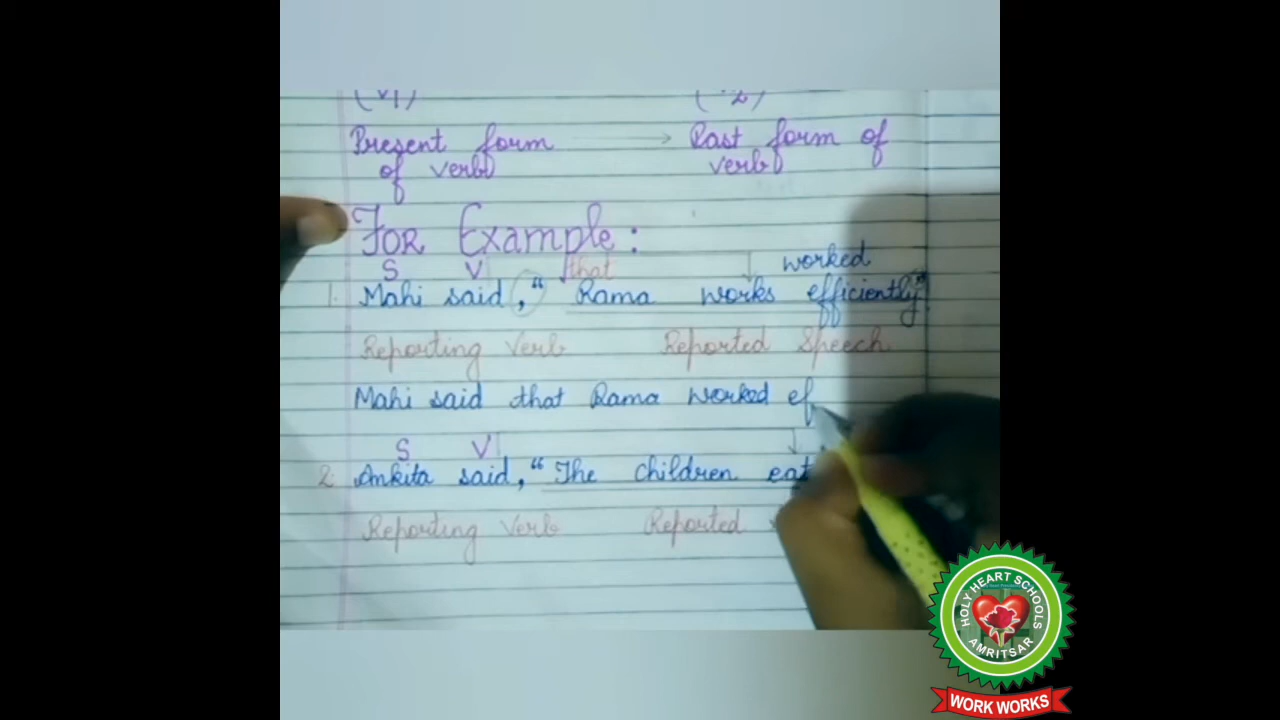 (V1)
Present form → Past form of
of verb verb
FOR Example:
S V that worked
1. Mahi said, " Rama works efficiently".
Reporting Verb Reported Speech
Mahi said that Rama worked ef
S V
2. Ankita said, " The children eat
Reporting Verb Reported
HOLY HEART SCHOOLS
AMRITSAR
WORK WORKS